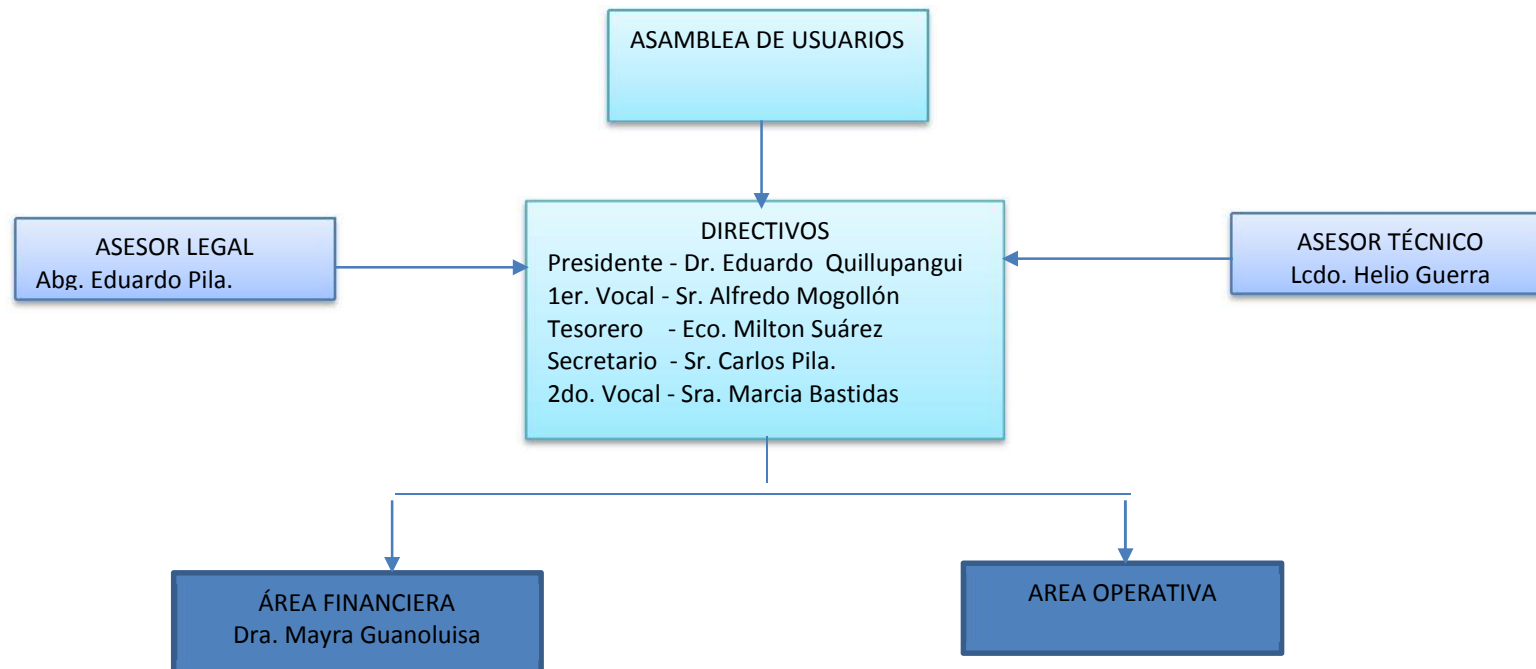 ASAMBLEA DE USUARIOS
ASESOR LEGAL
Abg. Eduardo Pila.
DIRECTIVOS
Presidente - Dr. Eduardo  Quillupangui
1er. Vocal - Sr. Alfredo Mogollón
Tesorero    - Eco. Milton Suárez
Secretario  - Sr. Carlos Pila.
2do. Vocal - Sra. Marcia Bastidas
ASESOR TÉCNICO
Lcdo. Helio Guerra
ÁREA FINANCIERA
Dra. Mayra Guanoluisa
AREA OPERATIVA